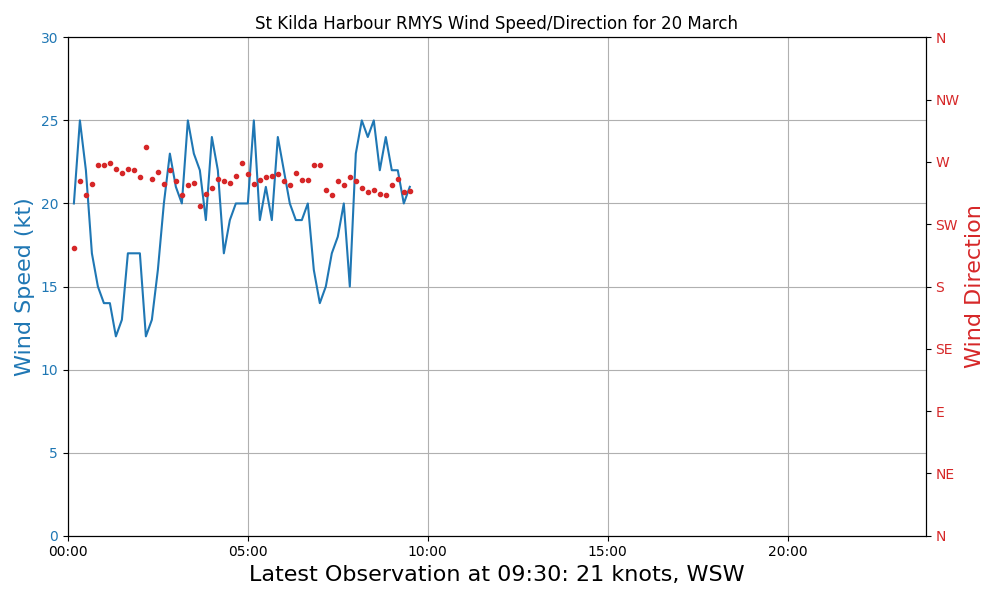 St Kilda Harbour RMYS Wind Speed/Direction for 20 March
Wind Speed (kt)
30
25
20
15
10
5
0
00:00
05:00
10:00
15:00
20:00
N
NW
W
SW
S
SE
E
NE
N
Wind Direction
Latest Observation at 09:30: 21 knots, WSW